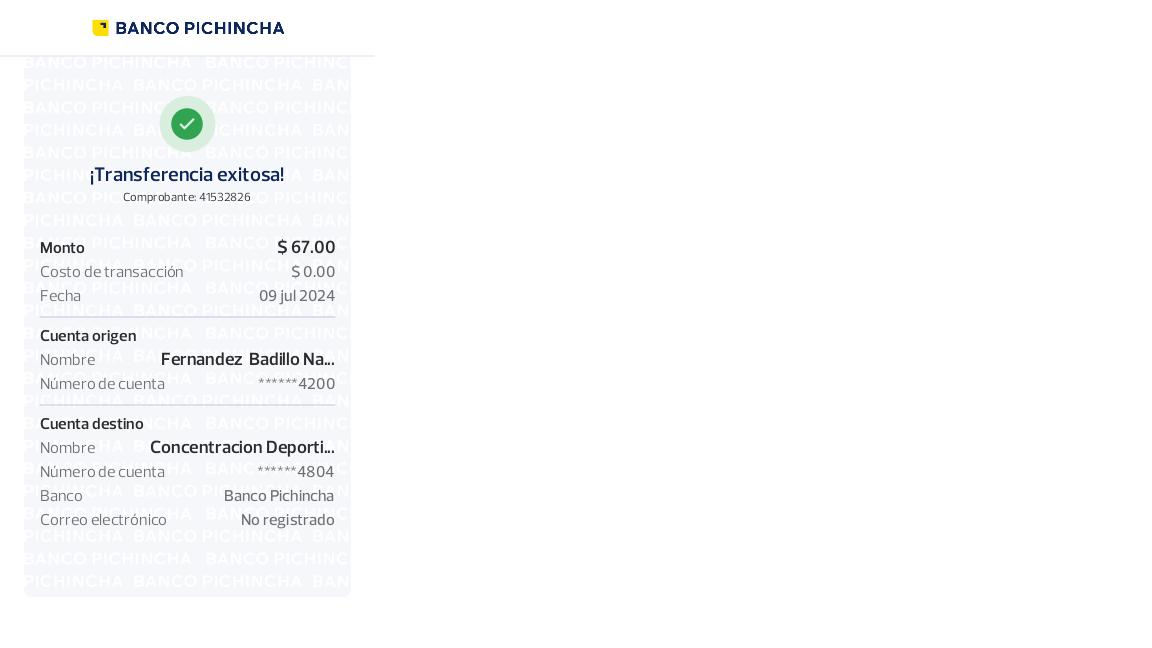 BANCO PICHINCHA
¡Transferencia exitosa!
Comprobante: 41532826
Monto $ 67.00
Costo de transacción $ 0.00
Fecha 09 jul 2024
Cuenta origen
Nombre Fernandez Badillo Na...
Número de cuenta ******4200
Cuenta destino
Nombre Concentracion Deporti...
Número de cuenta ******4804
Banco Banco Pichincha
Correo electrónico No registrado